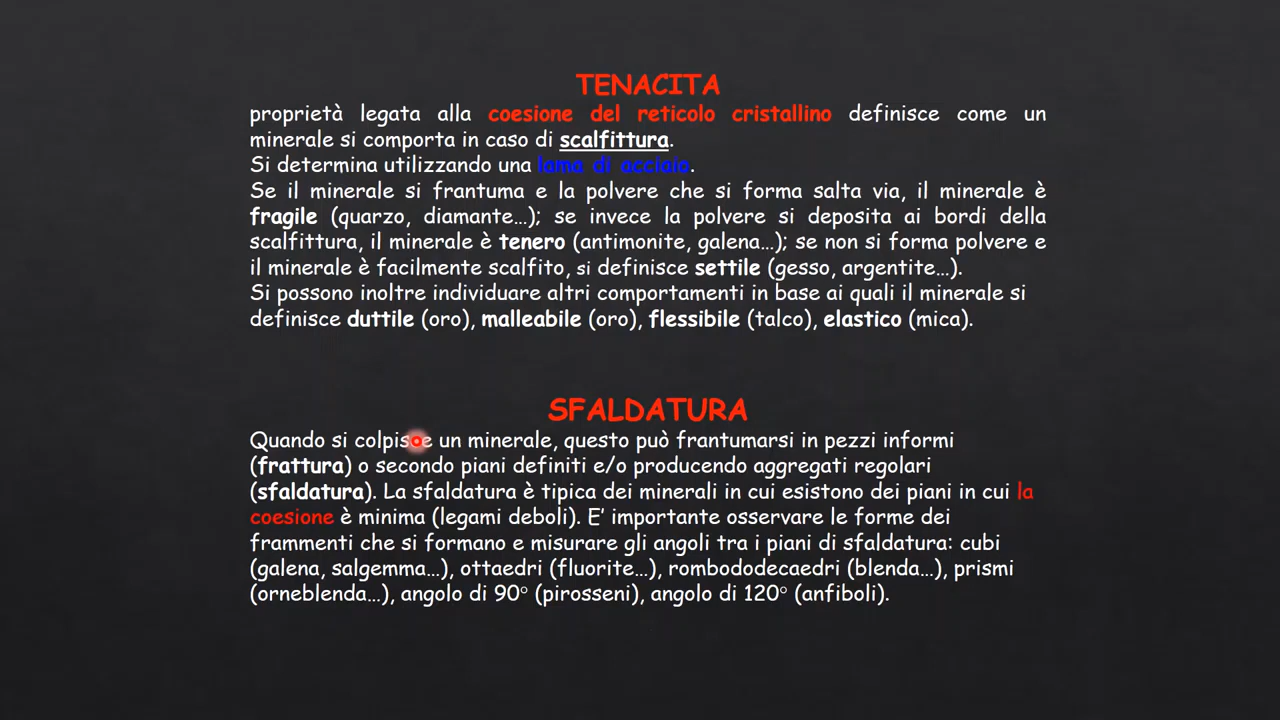 TENACITA
proprietà legata alla coesione del reticolo cristallino definisce come un
minerale si comporta in caso di scalfittura.
Si determina utilizzando una lama di acciaio.
Se il minerale si frantuma e la polvere che si forma salta via, il minerale è
fragile (quarzo, diamante…); se invece la polvere si deposita ai bordi della
scalfittura, il minerale è tenero (antimonite, galena…); se non si forma polvere e
il minerale è facilmente scalfito, si definisce settile (gesso, argentite…).
Si possono inoltre individuare altri comportamenti in base ai quali il minerale si
definisce duttile (oro), malleabile (oro), flessibile (talco), elastico (mica).
SFALDATURA
Quando si colpisce un minerale, questo può frantumarsi in pezzi informi
(frattura) o secondo piani definiti e/o producendo aggregati regolari
(sfaldatura). La sfaldatura è tipica dei minerali in cui esistono dei piani in cui la
coesione è minima (legami deboli). E' importante osservare le forme dei
frammenti che si formano e misurare gli angoli tra i piani di sfaldatura: cubi
(galena, salgemma…), ottaedri (fluorite…), rombododecaedri (blenda…), prismi
(orneblenda…), angolo di 90° (pirosseni), angolo di 120° (anfiboli).